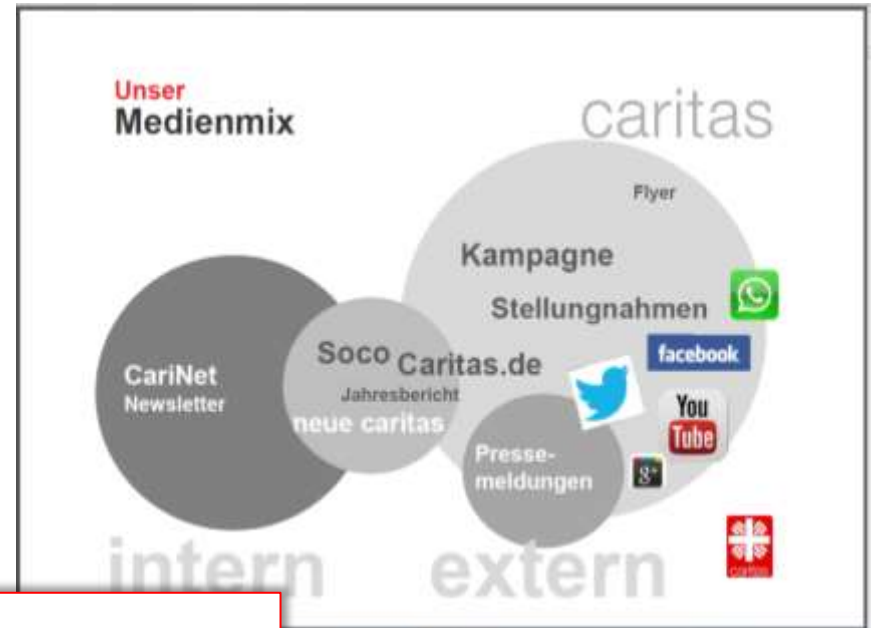 Unser
Medienmix
caritas
Flyer
Kampagne
Stellungnahmen
facebook
Soco
Caritas.de
CariNet
Newsletter
Jahresbericht
neue caritas
You
Tube
Presse-
meldungen
g+
intern
extern
caritas